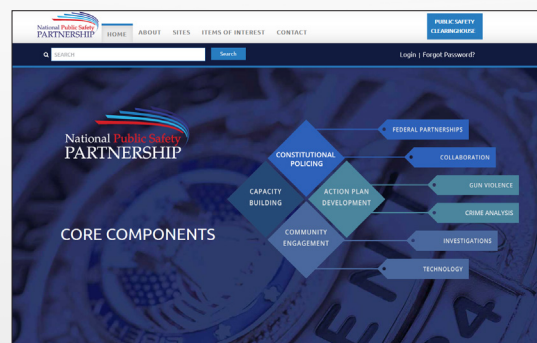 National Public Safety
PARTNERSHIP
HOME
ABOUT
SITES
ITEMS OF INTEREST
CONTACT
PUBLIC SAFETY
CLEARINGHOUSE
SEARCH
Search
Login | Forgot Password?
National Public Safety
PARTNERSHIP
CORE COMPONENTS
CONSTITUTIONAL
POLICING
CAPACITY
BUILDING
ACTION PLAN
DEVELOPMENT
COMMUNITY
ENGAGEMENT
FEDERAL PARTNERSHIPS
COLLABORATION
GUN VIOLENCE
CRIME ANALYSIS
INVESTIGATIONS
TECHNOLOGY